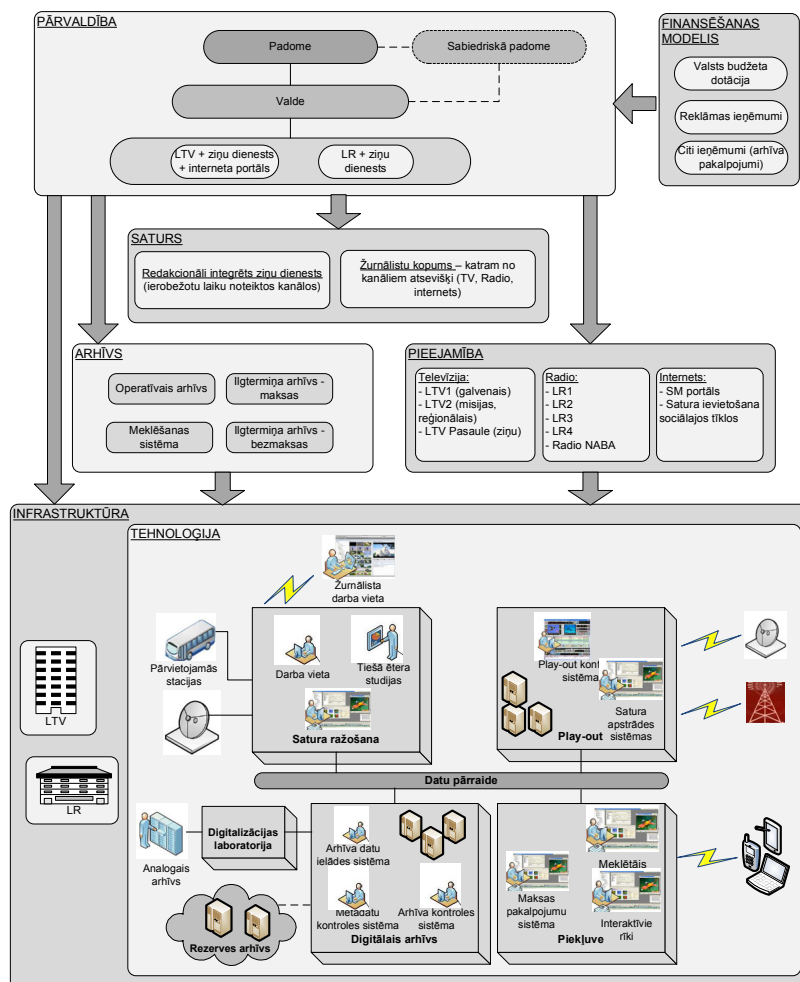 PĀRVALDĪBA
Padome
Sabiedriskā padome
Valde
LTV + ziņu dienests
+ interneta portāls
LR + ziņu
dienests
FINANSĒŠANAS
MODELIS
Valsts budžeta
dotācija
Reklāmas ieņēmumi
Citi ieņēmumi (arhīva
pakalpojumi)
SATURS
Redakcionāli integrēts ziņu dienests
(ierobežotu laiku noteiktos kanālos)
Žurnālistu kopums – katram no
kanāliem atsevišķi (TV, Radio,
internets)
ARHĪVS
Operatīvais arhīvs
Ilgtermiņa arhīvs -
maksas
Meklēšanas
sistēma
Ilgtermiņa arhīvs -
bezmaksas
PIEEJAMĪBA
Televīzija:
- LTV1 (galvenais)
- LTV2 (misijas,
reģionālais)
- LTV Pasaule (ziņu)
Radio:
- LR1
- LR2
- LR3
- LR4
- Radio NABA
Internets:
- SM portāls
- Satura ievietošana
sociālajos tīklos
INFRASTRUKTŪRA
LTV
LR
TEHNOLOĢIJA
Žurnālista
darba vieta
Pārvietojamās
stacijas
Darba vieta
Tiešā ētera
studijas
Satura ražošana
Play-out kont
sistēma
Satura
apstrādes
sistēmas
Play-out
Datu pārraide
Analogais
arhīvs
Digitalizācijas
laboratorija
Arhīva datu
ielādes sistēma
Metadatu
kontroles sistēma
Arhīva kontroles
sistēma
Digitālais arhīvs
Rezerves arhīvs
Meklētājs
Maksas
pakalpojumu
sistēma
Interaktīvie
rīki
Piekļuve